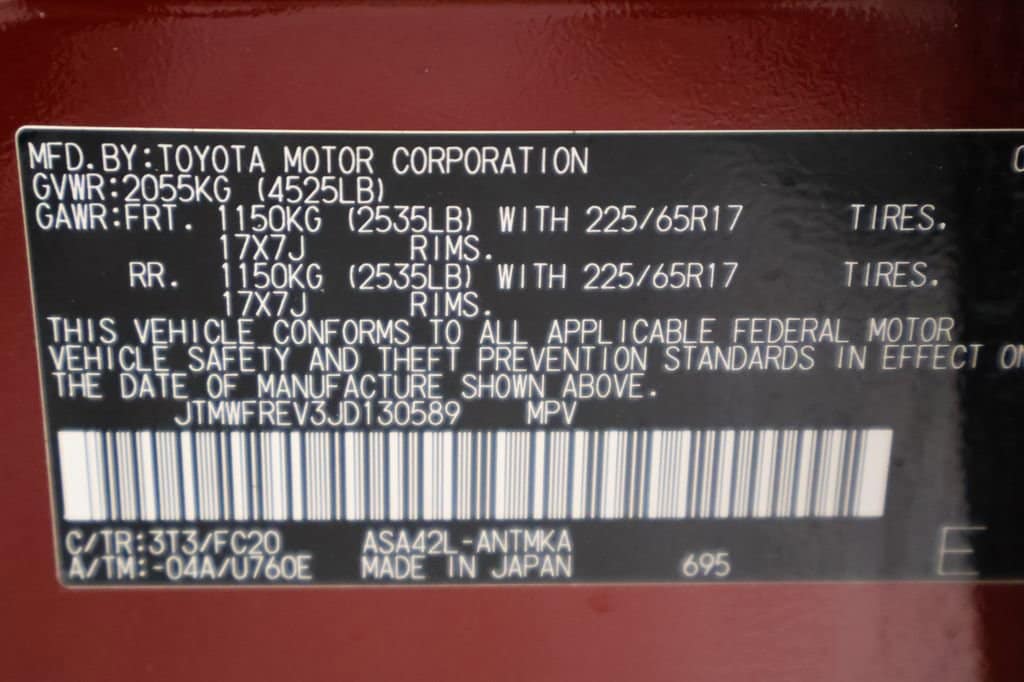 MFD.BY:TOYOTA MOTOR CORPORATION C
GVWR:2055KG (4525LB)
GAWR:FRT. 1150KG (2535LB) WITH 225/65R17 TIRES.
17X7J RIMS.
RR. 1150KG (2535LB) WITH 225/65R17 TIRES.
17X7J RIMS.
THIS VEHICLE CONFORMS TO ALL APPLICABLE FEDERAL MOTOR
VEHICLE SAFETY AND THEFT PREVENTION STANDARDS IN EFFECT ON
THE DATE OF MANUFACTURE SHOWN ABOVE.
JTMWFREV3JD130589 MPV
C/TR:3T3/FC20 ASA42L-ANTMKA
A/TM:-04A/U760E MADE IN JAPAN 695 E